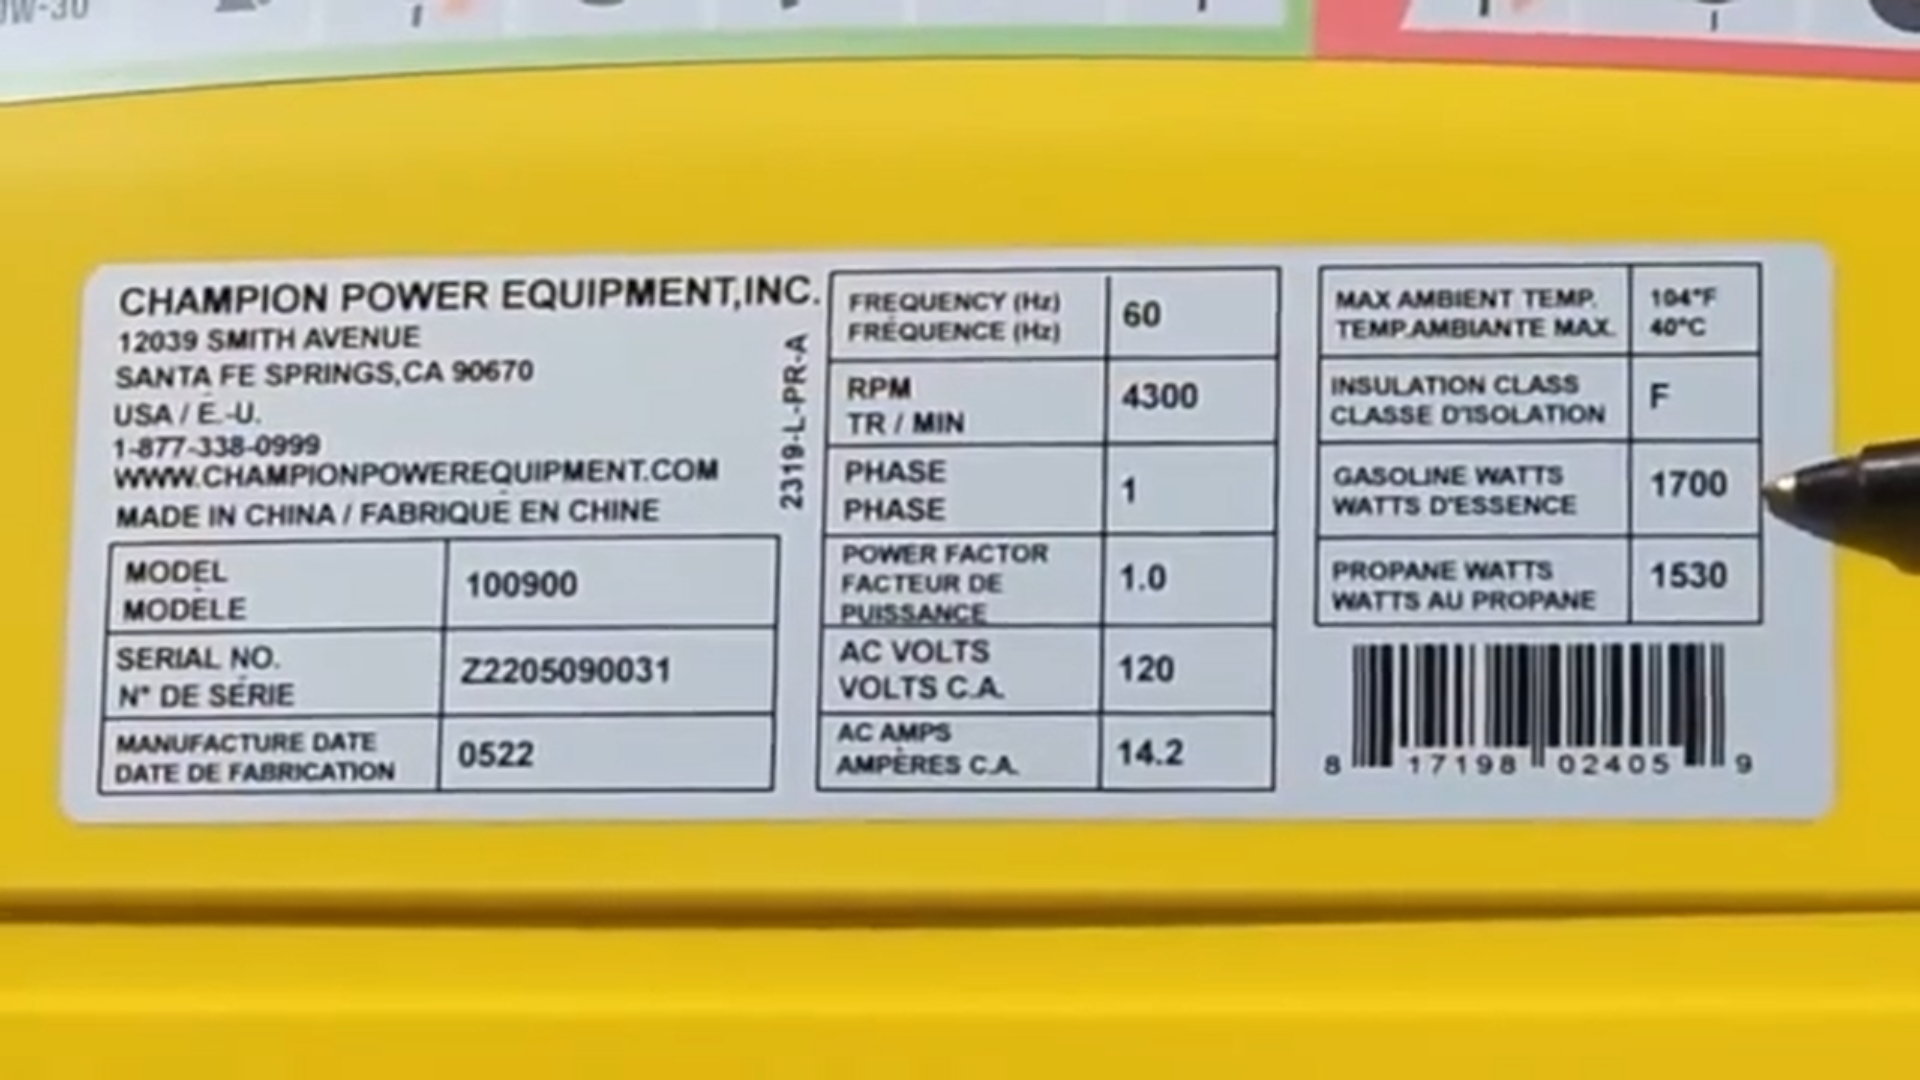 CHAMPION POWER EQUIPMENT,INC.
12039 SMITH AVENUE
SANTA FE SPRINGS,CA 90670
USA / É.-U.
1-877-338-0999
WWW.CHAMPIONPOWEREQUIPMENT.COM
MADE IN CHINA / FABRIQUÉ EN CHINE
2319-L-PR-A
MODEL
MODÈLE
100900
SERIAL NO.
N° DE SÉRIE
Z2205090031
MANUFACTURE DATE
DATE DE FABRICATION
0522
FREQUENCY (Hz)
FRÉQUENCE (Hz)
60
RPM
TR / MIN
4300
PHASE
PHASE
1
POWER FACTOR
FACTEUR DE
PUISSANCE
1.0
AC VOLTS
VOLTS C.A.
120
AC AMPS
AMPÈRES C.A.
14.2
MAX AMBIENT TEMP.
TEMP.AMBIANTE MAX.
104°F
40°C
INSULATION CLASS
CLASSE D'ISOLATION
F
GASOLINE WATTS
WATTS D'ESSENCE
1700
PROPANE WATTS
WATTS AU PROPANE
1530
8 17198 02405 9